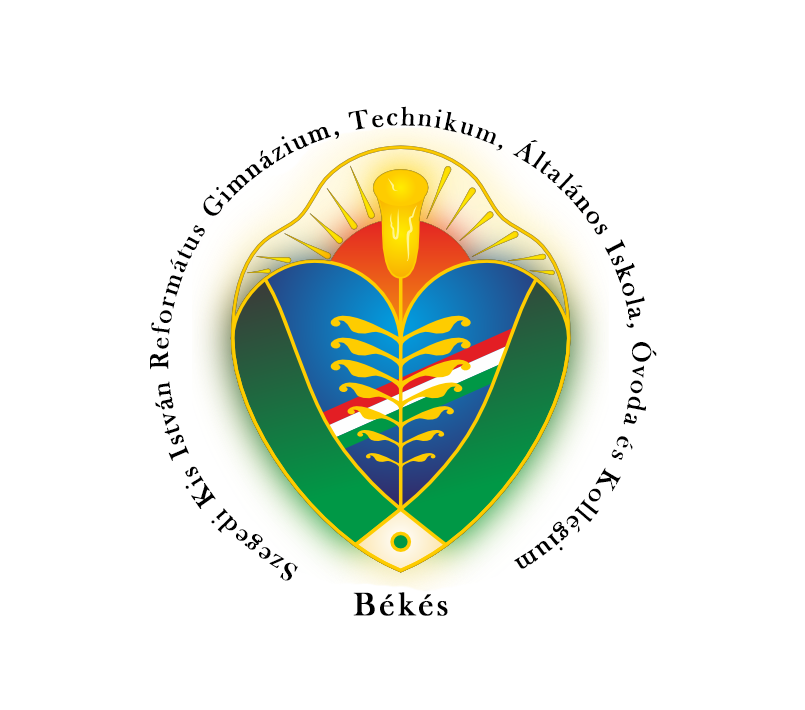 Szegedi Kis István Református Gimnázium, Technikum, Általános Iskola, Óvoda és Kollégium
Békés